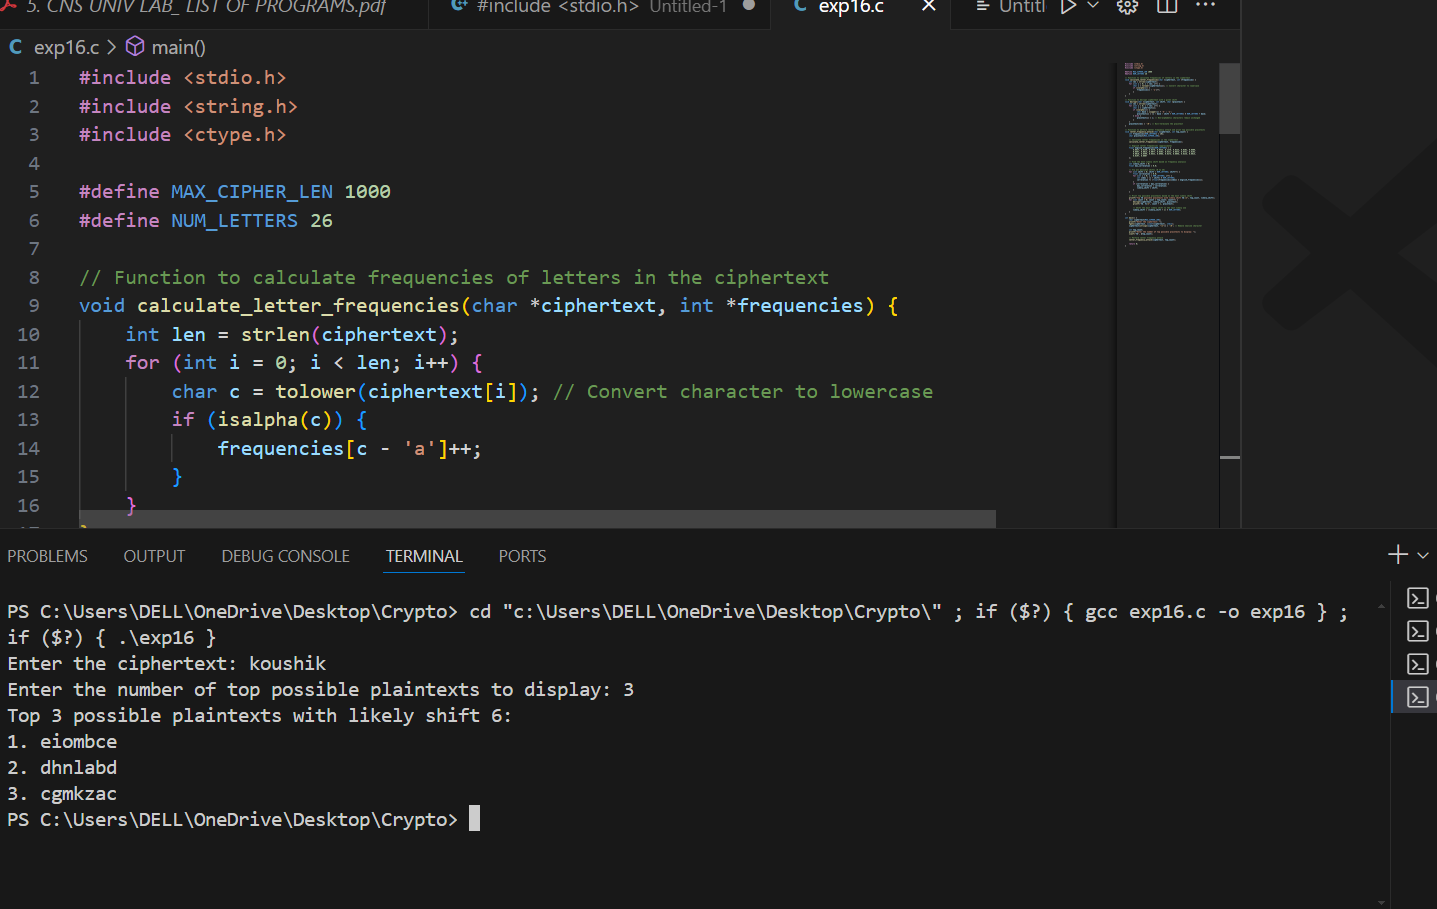 5. CNS UNIV LAB_ LIST OF PROGRAMS.pdf #include <stdio.h> Untitled-1 C exp16.c Untitl
C exp16.c > main()
1 #include <stdio.h>
2 #include <string.h>
3 #include <ctype.h>
4
5 #define MAX_CIPHER_LEN 1000
6 #define NUM_LETTERS 26
7
8 // Function to calculate frequencies of letters in the ciphertext
9 void calculate_letter_frequencies(char *ciphertext, int *frequencies) {
10 int len = strlen(ciphertext);
11 for (int i = 0; i < len; i++) {
12 char c = tolower(ciphertext[i]); // Convert character to lowercase
13 if (isalpha(c)) {
14 frequencies[c - 'a']++;
15 }
16 }
PROBLEMS OUTPUT DEBUG CONSOLE TERMINAL PORTS
PS C:\Users\DELL\OneDrive\Desktop\Crypto> cd "c:\Users\DELL\OneDrive\Desktop\Crypto\" ; if ($?) { gcc exp16.c -o exp16 } ;
if ($?) { .\exp16 }
Enter the ciphertext: koushik
Enter the number of top possible plaintexts to display: 3
Top 3 possible plaintexts with likely shift 6:
1. eiombce
2. dhnlabd
3. cgmkzac
PS C:\Users\DELL\OneDrive\Desktop\Crypto>